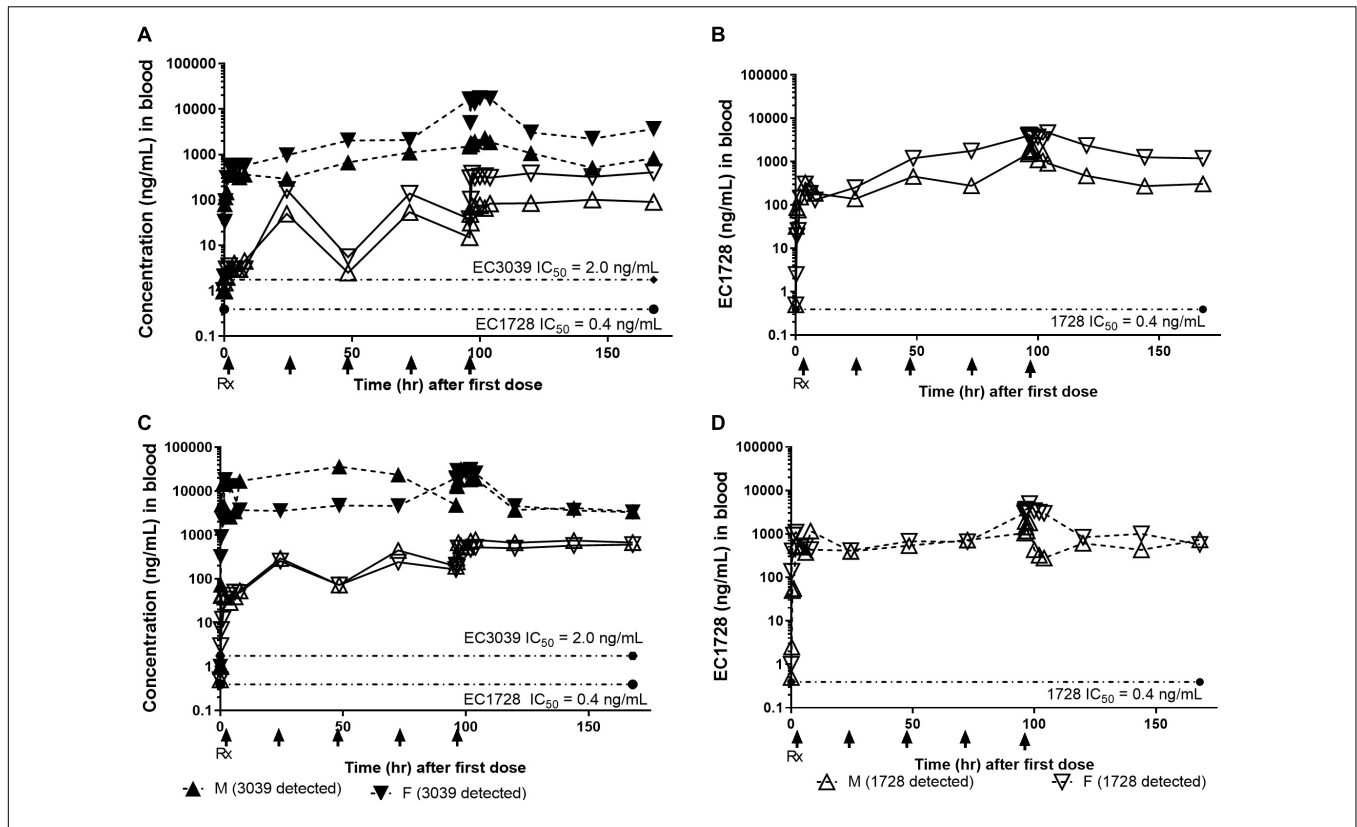 A
Concentration (ng/mL) in blood
100000
10000
1000
100
10
1
0.1
EC3039 IC50 = 2.0 ng/mL
EC1728 IC50 = 0.4 ng/mL
0 50 100 150
Rx
Time (hr) after first dose
B
EC1728 (ng/mL) in blood
100000
10000
1000
100
10
1
0.1
1728 IC50 = 0.4 ng/mL
0 50 100 150
Rx
Time (hr) after first dose
C
Concentration (ng/mL) in blood
100000
10000
1000
100
10
1
0.1
EC3039 IC50 = 2.0 ng/mL
EC1728 IC50 = 0.4 ng/mL
0 50 100 150
Rx
Time (hr) after first dose
D
EC1728 (ng/mL) in blood
100000
10000
1000
100
10
1
0.1
1728 IC50 = 0.4 ng/mL
0 50 100 150
Rx
Time (hr) after first dose
M (3039 detected) F (3039 detected) M (1728 detected) F (1728 detected)